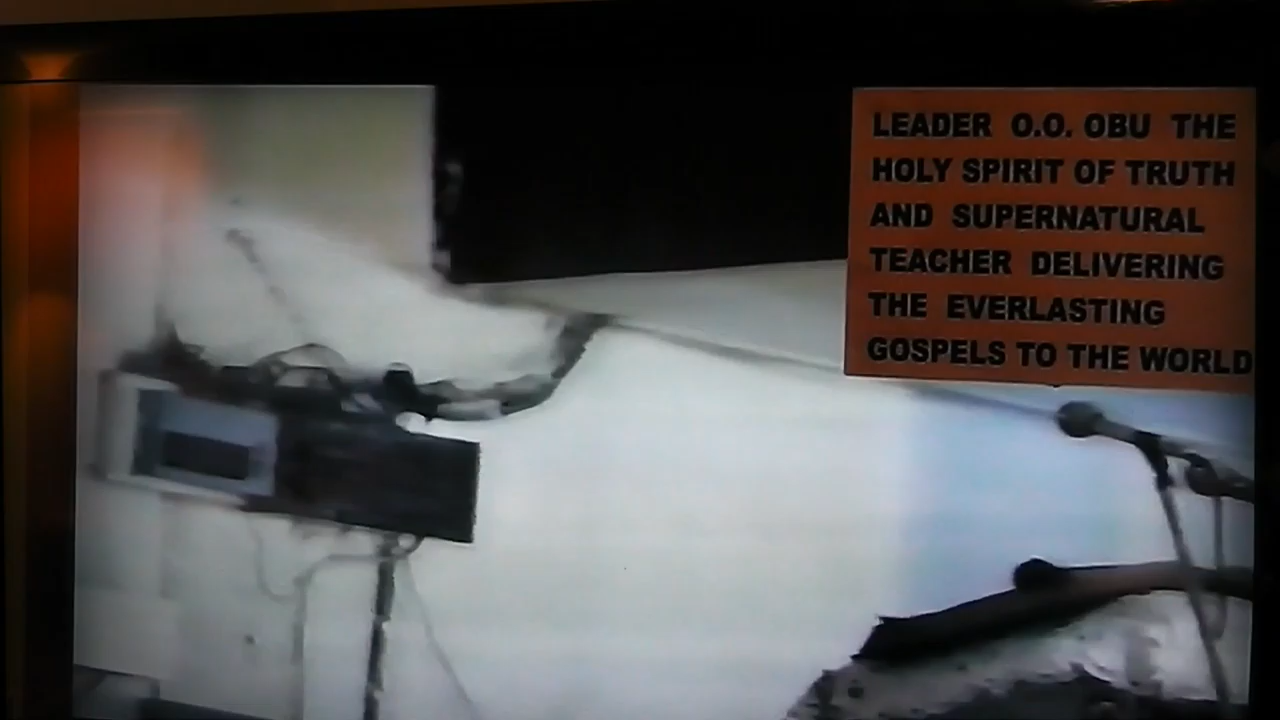 LEADER O.O. OBU THE
HOLY SPIRIT OF TRUTH
AND SUPERNATURAL
TEACHER DELIVERING
THE EVERLASTING
GOSPELS TO THE WORLD